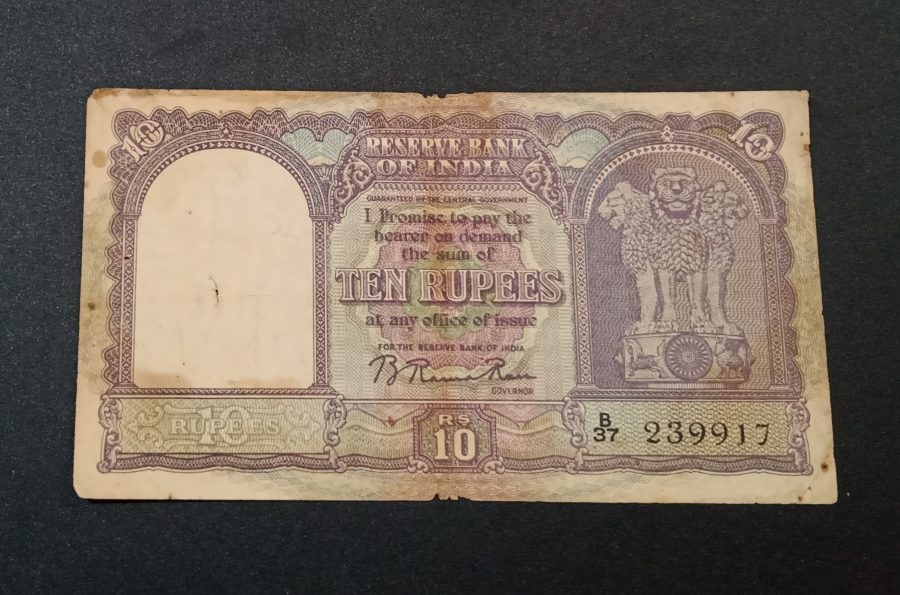 10
10
RESERVE BANK
OF INDIA
GUARANTEED BY THE CENTRAL GOVERNMENT
I Promise to pay the
bearer on demand
the sum of
TEN RUPEES
at any office of issue
FOR THE RESERVE BANK OF INDIA
B Rama Rau
GOVERNOR
10
RUPEES
RS
10
B
37 239917